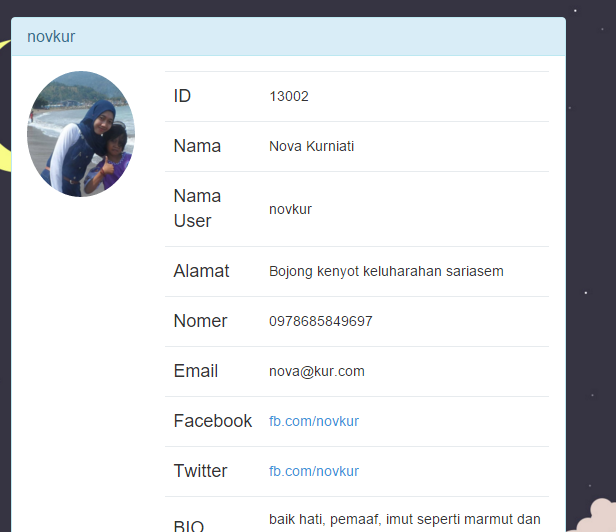 novkur
ID 13002
Nama Nova Kurniati
Nama
User
novkur
Alamat Bojong kenyot keluharahan sariasem
Nomer 0978685849697
Email nova@kur.com
Facebook fb.com/novkur
Twitter fb.com/novkur
BIO
baik hati, pemaaf, imut seperti marmut dan